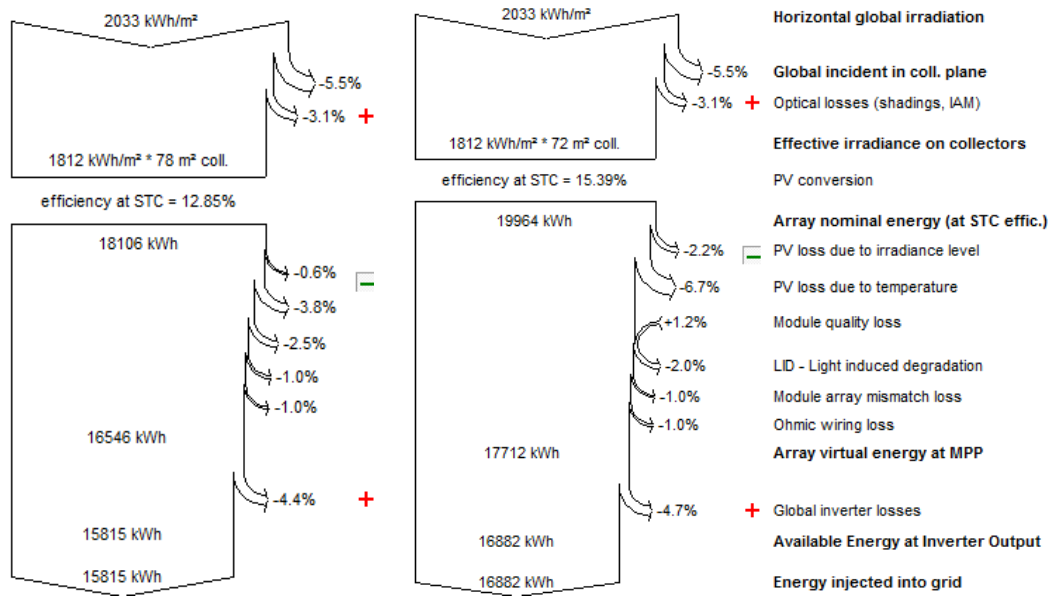 2033 kWh/m²
-5.5%
-3.1%
1812 kWh/m² * 78 m² coll.
efficiency at STC = 12.85%
18106 kWh
-0.6%
-3.8%
-2.5%
-1.0%
-1.0%
16546 kWh
-4.4%
15815 kWh
15815 kWh
2033 kWh/m²
-5.5%
-3.1%
1812 kWh/m² * 72 m² coll.
efficiency at STC = 15.39%
19964 kWh
-2.2%
-6.7%
+1.2%
-2.0%
-1.0%
-1.0%
17712 kWh
-4.7%
16882 kWh
16882 kWh
Horizontal global irradiation
Global incident in coll. plane
Optical losses (shadings, IAM)
Effective irradiance on collectors
PV conversion
Array nominal energy (at STC effic.)
PV loss due to irradiance level
PV loss due to temperature
Module quality loss
LID - Light induced degradation
Module array mismatch loss
Ohmic wiring loss
Array virtual energy at MPP
Global inverter losses
Available Energy at Inverter Output
Energy injected into grid